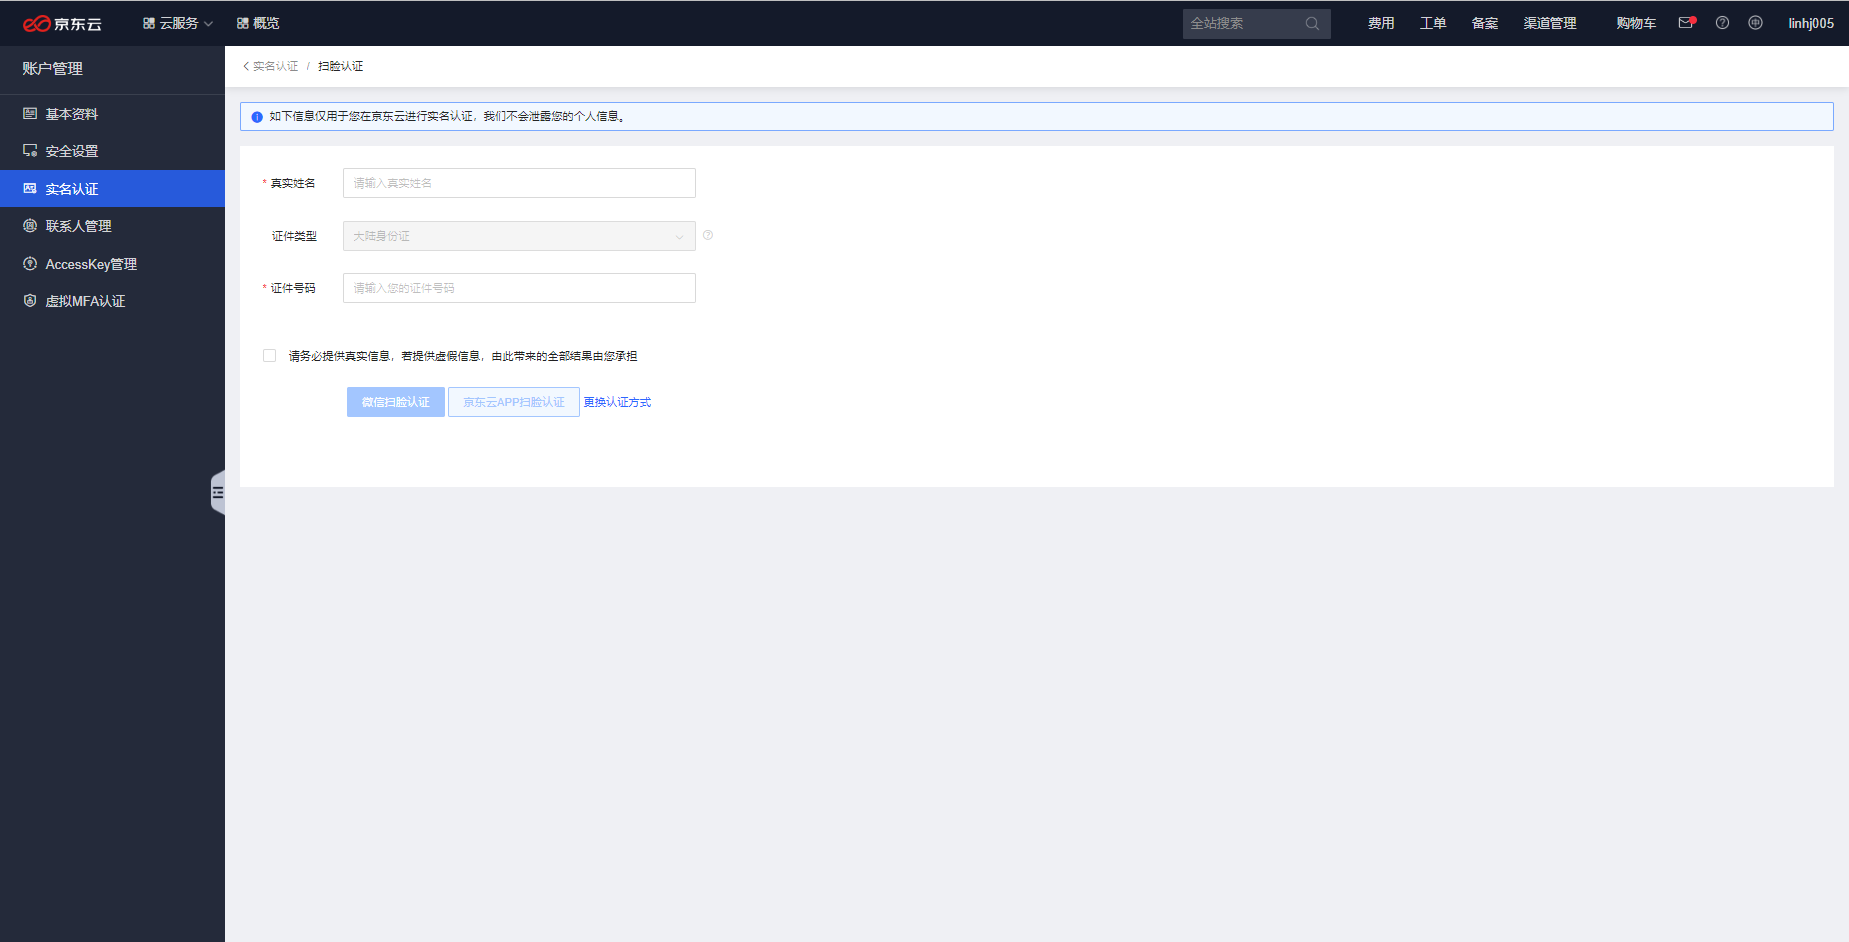 京东云 云服务 概览 全站搜索 费用 工单 备案 渠道管理 购物车 中 linhj005
账户管理
基本资料
安全设置
实名认证
联系人管理
AccessKey管理
虚拟MFA认证
实名认证 / 扫脸认证
如下信息仅用于您在京东云进行实名认证，我们不会泄露您的个人信息。
* 真实姓名 请输入真实姓名
证件类型 大陆身份证
* 证件号码 请输入您的证件号码
请务必提供真实信息，若提供虚假信息，由此带来的全部结果由您承担
微信扫脸认证 京东云APP扫脸认证 更换认证方式